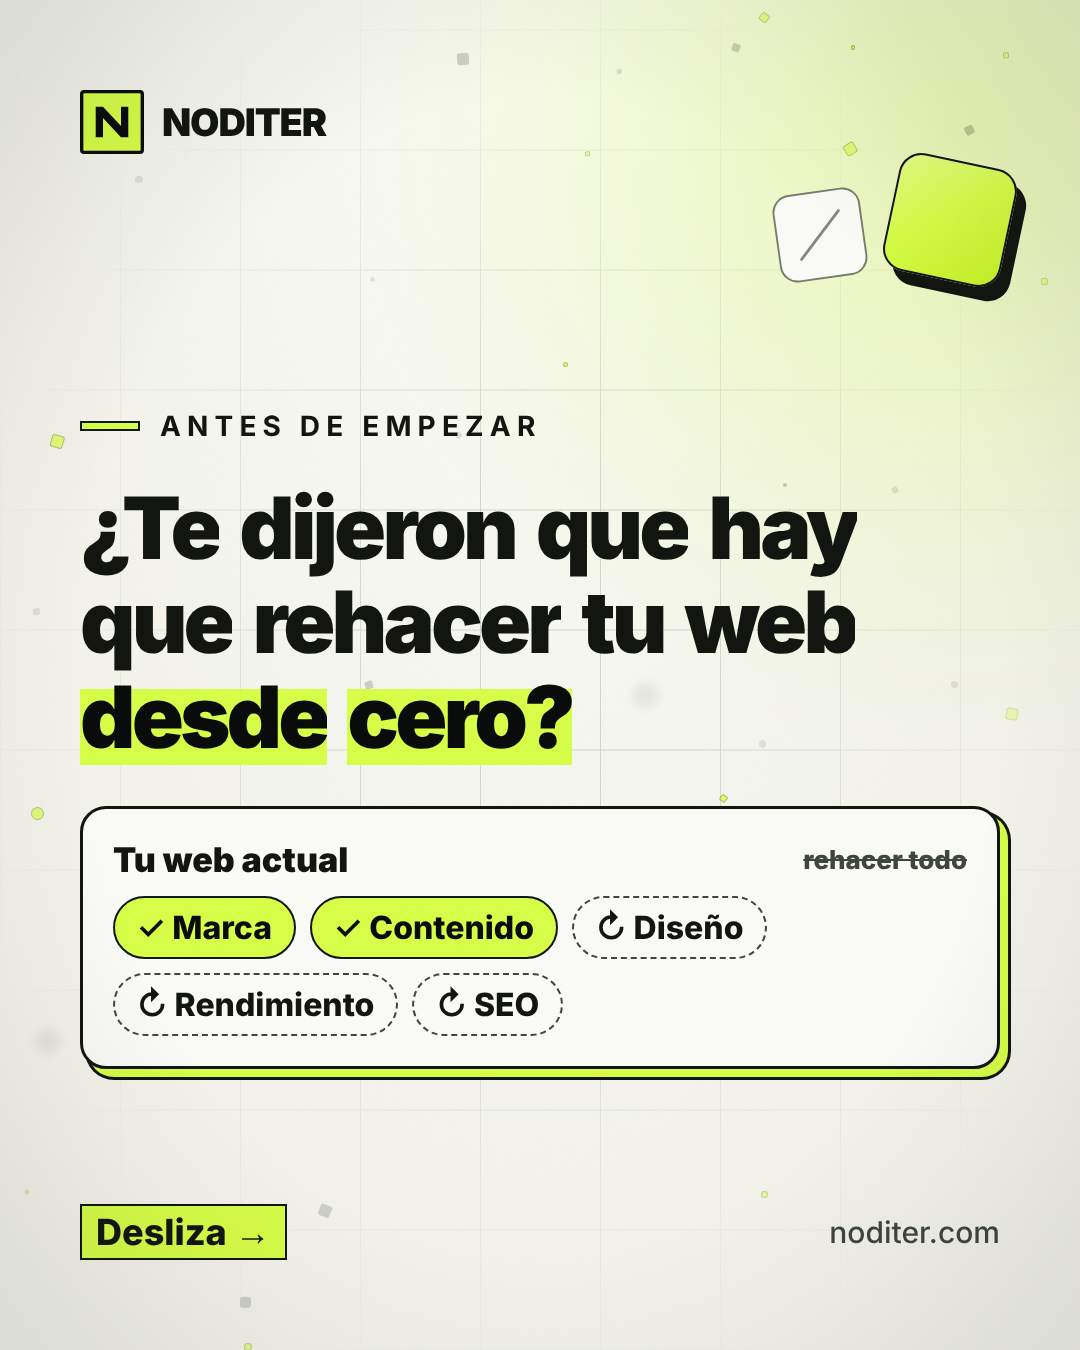 N NODITER
ANTES DE EMPEZAR
¿Te dijeron que hay
que rehacer tu web
desde cero?
Tu web actual
rehacer todo
✓ Marca ✓ Contenido ↻ Diseño
↻ Rendimiento ↻ SEO
Desliza →
noditer.com